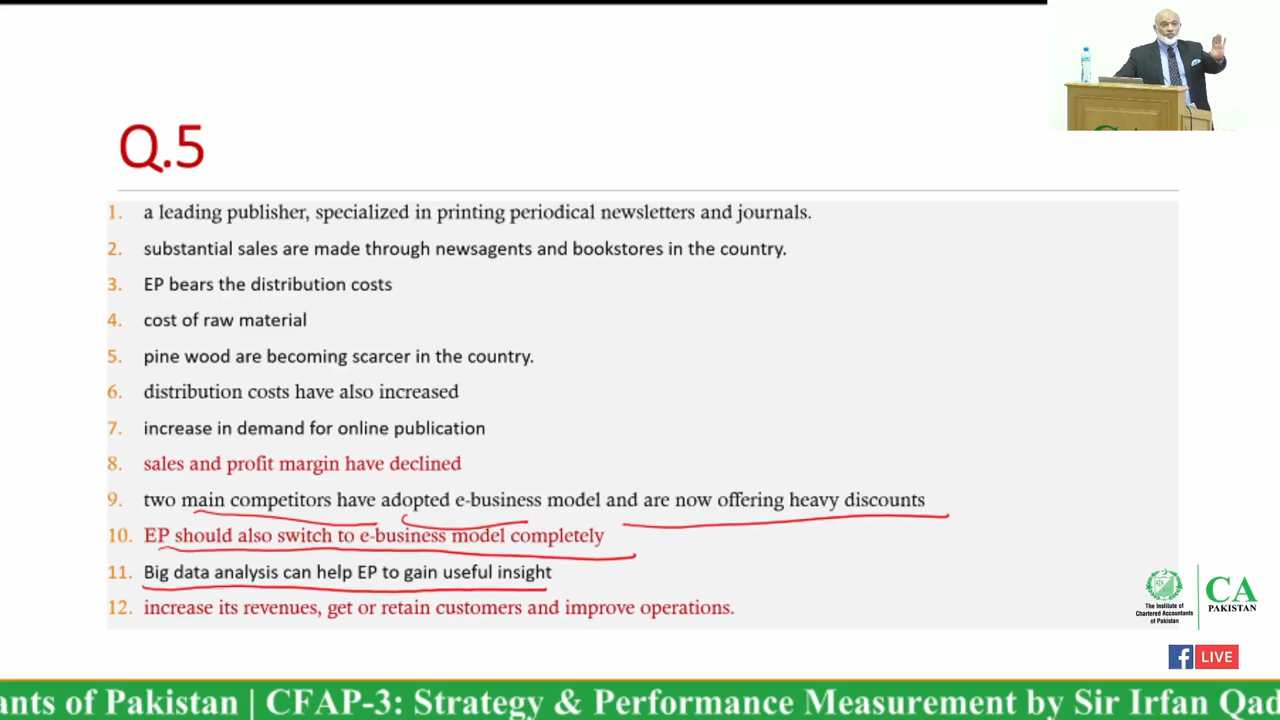 Q.5
1. a leading publisher, specialized in printing periodical newsletters and journals.
2. substantial sales are made through newsagents and bookstores in the country.
3. EP bears the distribution costs
4. cost of raw material
5. pine wood are becoming scarcer in the country.
6. distribution costs have also increased
7. increase in demand for online publication
8. sales and profit margin have declined
9. two main competitors have adopted e-business model and are now offering heavy discounts
10. EP should also switch to e-business model completely
11. Big data analysis can help EP to gain useful insight
12. increase its revenues, get or retain customers and improve operations.
The Institute of
Chartered Accountants
of Pakistan
CA
PAKISTAN
f LIVE
ants of Pakistan | CFAP-3: Strategy & Performance Measurement by Sir Irfan Qad